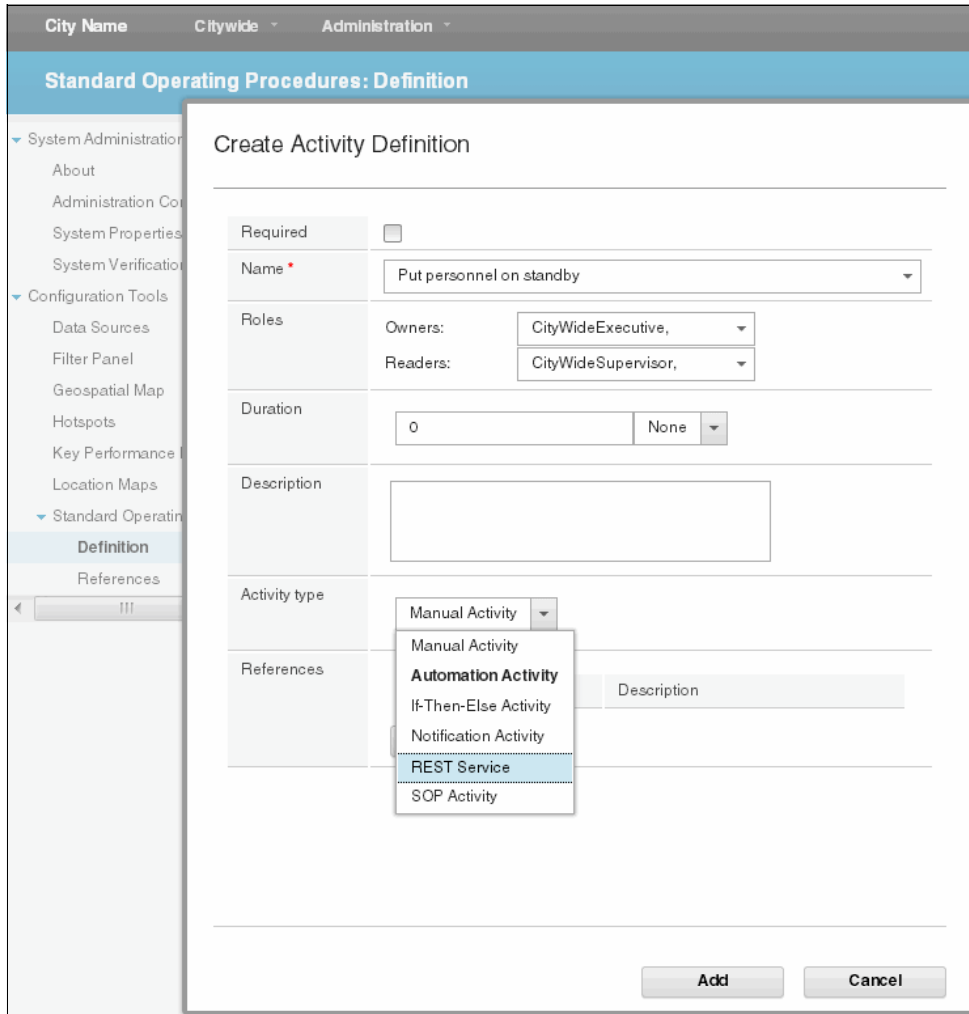 City Name Citywide Administration
Standard Operating Procedures: Definition
System Administration
About
Administration Co
System Properties
System Verification
Configuration Tools
Data Sources
Filter Panel
Geospatial Map
Hotspots
Key Performance
Location Maps
Standard Operatin
Definition
References
Create Activity Definition
Required
Name * Put personnel on standby
Roles Owners: CityWideExecutive,
Readers: CityWideSupervisor,
Duration 0 None
Description
Activity type Manual Activity
Manual Activity
Automation Activity
If-Then-Else Activity
Notification Activity
REST Service
SOP Activity
References Description
Add Cancel